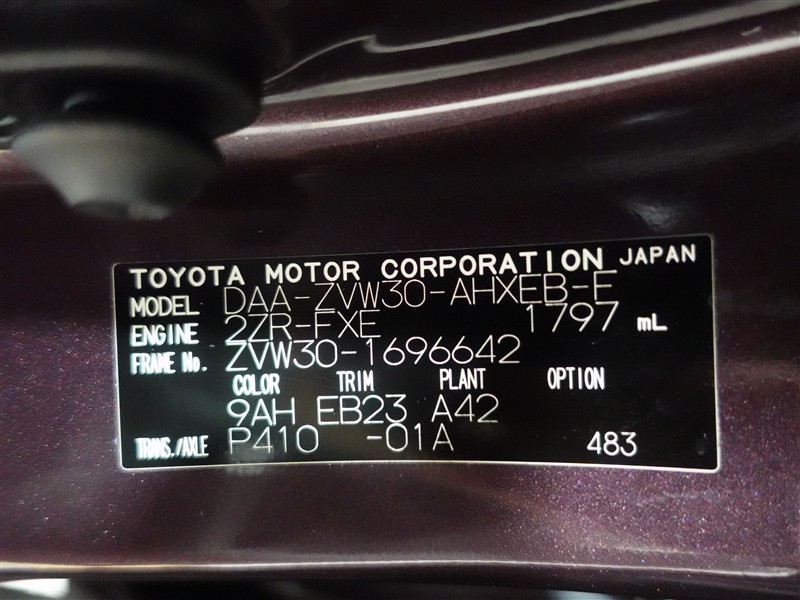 TOYOTA MOTOR CORPORATION JAPAN
MODEL DAA-ZVW30-AHXEB-E
ENGINE 2ZR-FXE 1797 mL
FRAME No. ZVW30-1696642
COLOR TRIM PLANT OPTION
9AH EB23 A42
TRANS./AXLE P410 -01A 483